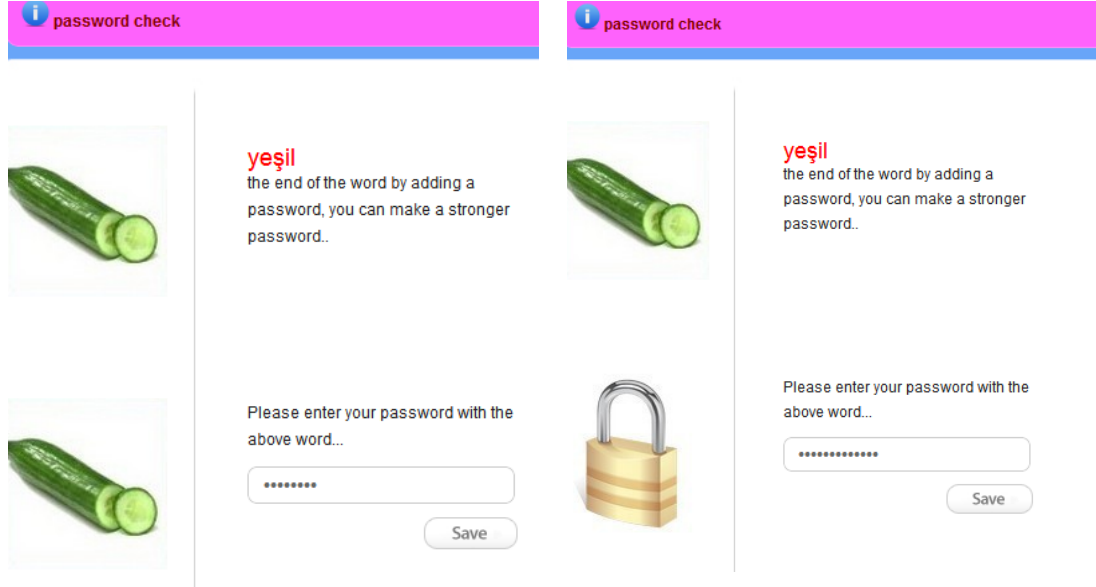 password check
yeşil
the end of the word by adding a
password, you can make a stronger
password..
Please enter your password with the
above word...
••••••••
Save
password check
yeşil
the end of the word by adding a
password, you can make a stronger
password..
Please enter your password with the
above word...
•••••••••••••
Save